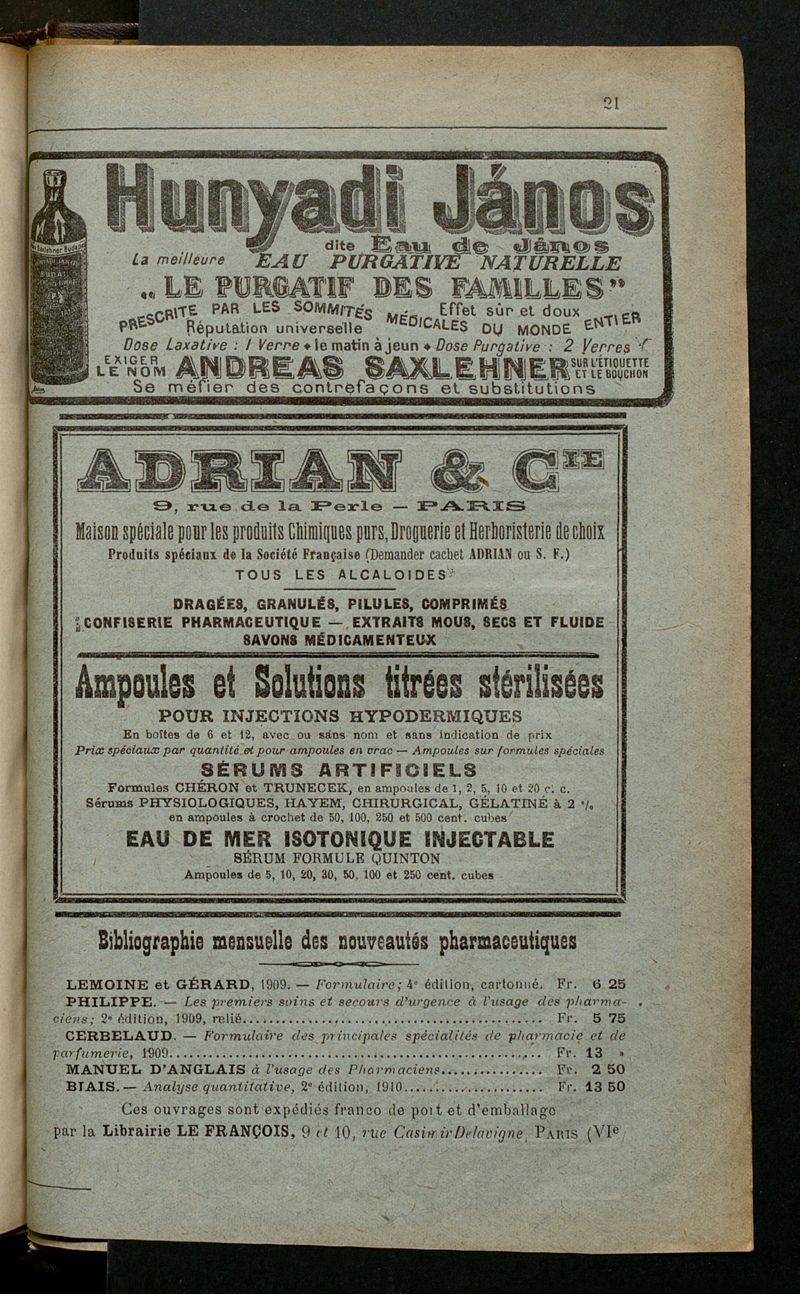 21
Hunyadi János
dite Eau de János
La meilleure EAU PURGATIVE NATURELLE
„LE PURGATIF DES FAMILLES”
PRESCRITE PAR LES SOMMITÉS MÉDICALES DU MONDE ENTIER
Réputation universelle Effet sûr et doux
Dose Laxative : 1 Verre ♦ le matin à jeun ♦ Dose Purgative : 2 Verres
EXIGER LE NOM ANDREAS SAXLEHNER SUR L'ÉTIQUETTE ET LE BOUCHON
Se méfier des contrefaçons et substitutions
ADRIAN & CIE
9, rue de la Perle — PARIS
Maison spéciale pour les produits Chimiques purs, Droguerie et Herboristerie de choix
Produits spéciaux de la Société Française (Demander cachet ADRIAN ou S. F.)
TOUS LES ALCALOIDES
DRAGÉES, GRANULÉS, PILULES, COMPRIMÉS
CONFISERIE PHARMACEUTIQUE — EXTRAITS MOUS, SECS ET FLUIDE
SAVONS MÉDICAMENTEUX
Ampoules et Solutions titrées stérilisées
POUR INJECTIONS HYPODERMIQUES
En boîtes de 6 et 12, avec ou sans nom et sans indication de prix
Prix spéciaux par quantité et pour ampoules en vrac — Ampoules sur formules spéciales
SÉRUMS ARTIFICIELS
Formules CHÉRON et TRUNECEK, en ampoules de 1, 2, 5, 10 et 20 c. c.
Sérums PHYSIOLOGIQUES, HAYEM, CHIRURGICAL, GÉLATINÉ à 2 %
en ampoules à crochet de 50, 100, 250 et 500 cent. cubes
EAU DE MER ISOTONIQUE INJECTABLE
SÉRUM FORMULE QUINTON
Ampoules de 5, 10, 20, 30, 50, 100 et 250 cent. cubes
Bibliographie mensuelle des nouveautés pharmaceutiques
LEMOINE et GÉRARD, 1909. — Formulaire; 4e édition, cartonné. Fr. 6 25
PHILIPPE. — Les premiers soins et secours d'urgence à l'usage des pharma-
ciens; 2e édition, 1909, relié........ Fr. 5 75
CERBELAUD. — Formulaire des principales spécialités de pharmacie et de
parfumerie, 1909........ Fr. 13 »
MANUEL D'ANGLAIS à l'usage des Pharmaciens........ Fr. 2 50
BIAIS. — Analyse quantitative, 2e édition, 1910........ Fr. 13 50
Ces ouvrages sont expédiés franco de port et d'emballage
par la Librairie LE FRANÇOIS, 9 et 10, rue Casimir Delavigne, PARIS (VIe